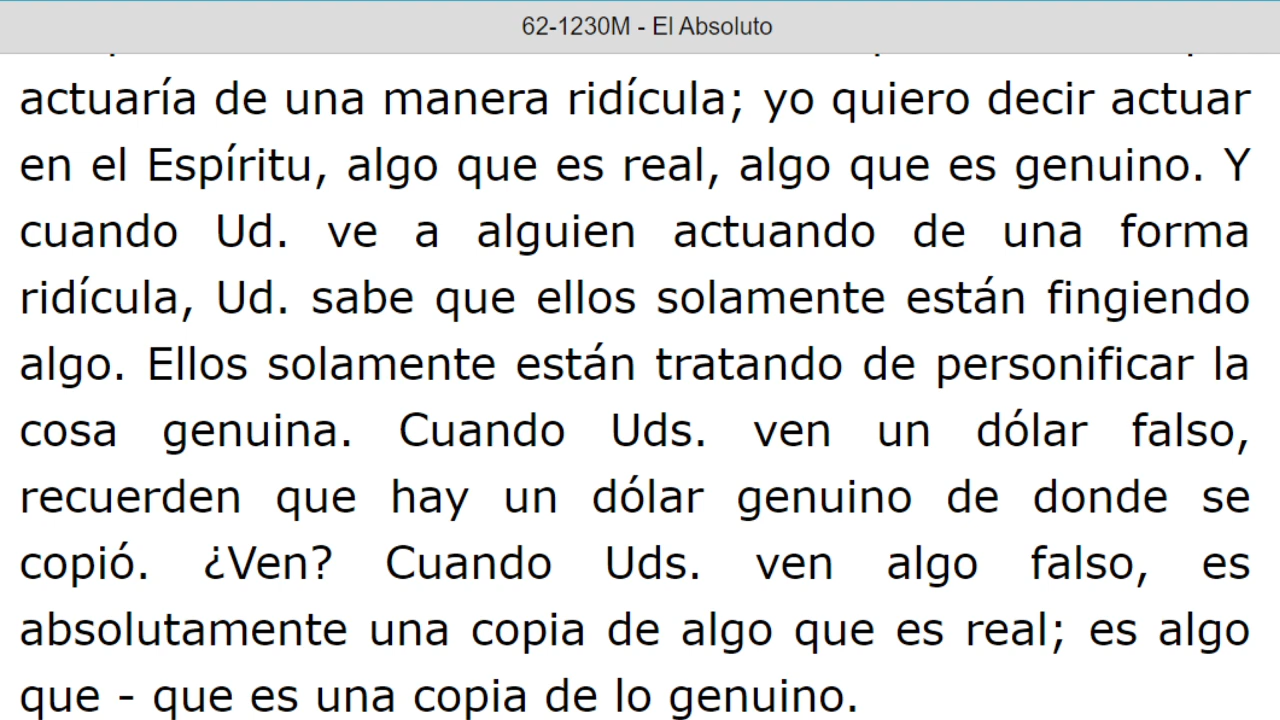 62-1230M - El Absoluto
actuaría de una manera ridícula; yo quiero decir actuar
en el Espíritu, algo que es real, algo que es genuino. Y
cuando Ud. ve a alguien actuando de una forma
ridícula, Ud. sabe que ellos solamente están fingiendo
algo. Ellos solamente están tratando de personificar la
cosa genuina. Cuando Uds. ven un dólar falso,
recuerden que hay un dólar genuino de donde se
copió. ¿Ven? Cuando Uds. ven algo falso, es
absolutamente una copia de algo que es real; es algo
que - que es una copia de lo genuino.